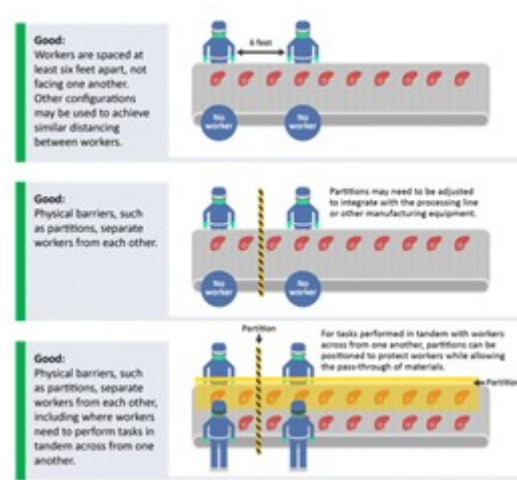 Good:
Workers are spaced at
least six feet apart, not
facing one another.
Other configurations
may be used to achieve
similar distancing
between workers.
6 feet
No
worker
No
worker
Good:
Physical barriers, such
as partitions, separate
workers from each other.
Partitions may need to be adjusted
to integrate with the processing line
or other manufacturing equipment.
No
worker
No
worker
Good:
Physical barriers, such
as partitions, separate
workers from each other,
including where workers
need to perform tasks in
tandem across from one
another.
Partition
For tasks performed in tandem with workers
across from one another, partitions can be
positioned to protect workers while allowing
the pass-through of materials.
Partition